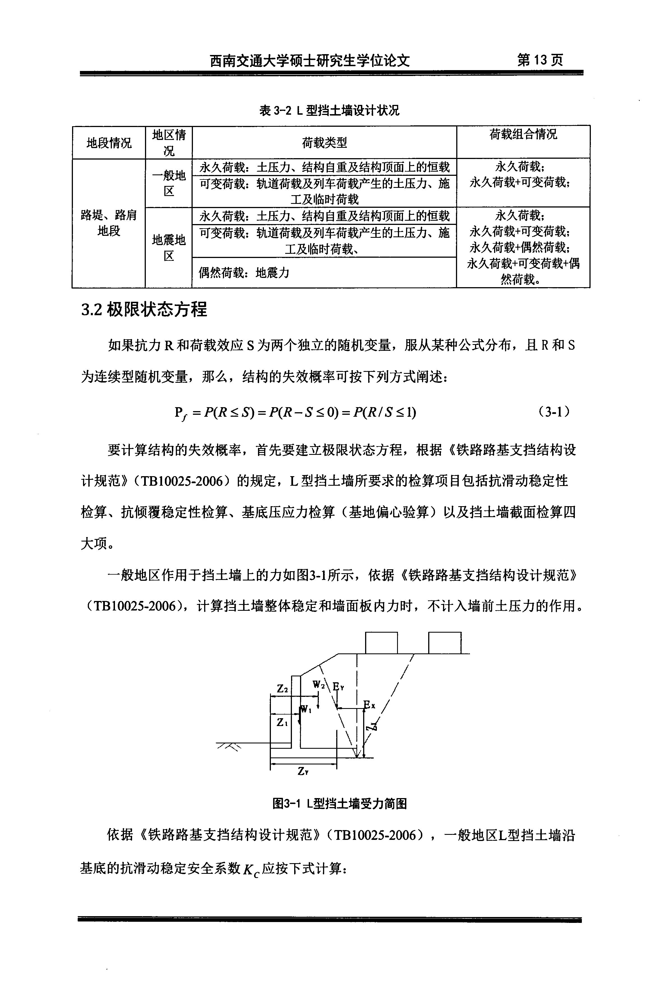 西南交通大学硕士研究生学位论文 第 13 页
表 3-2 L 型挡土墙设计状况
地段情况
地区情
况
荷载类型
荷载组合情况
路堤、路肩
地段
一般地
区
永久荷载：土压力、结构自重及结构顶面上的恒载
可变荷载：轨道荷载及列车荷载产生的土压力、施
工及临时荷载
永久荷载；
永久荷载+可变荷载；
地震地
区
永久荷载：土压力、结构自重及结构顶面上的恒载
可变荷载：轨道荷载及列车荷载产生的土压力、施
工及临时荷载、
偶然荷载：地震力
永久荷载；
永久荷载+可变荷载；
永久荷载+偶然荷载；
永久荷载+可变荷载+偶
然荷载。
3.2 极限状态方程
如果抗力 R 和荷载效应 S 为两个独立的随机变量，服从某种公式分布，且 R 和 S
为连续型随机变量，那么，结构的失效概率可按下列方式阐述：
P_f = P(R ≤ S) = P(R − S ≤ 0) = P(R / S ≤ 1) （3-1）
要计算结构的失效概率，首先要建立极限状态方程，根据《铁路路基支挡结构设
计规范》（TB10025-2006）的规定，L 型挡土墙所要求的检算项目包括抗滑动稳定性
检算、抗倾覆稳定性检算、基底压应力检算（基地偏心验算）以及挡土墙截面检算四
大项。
一般地区作用于挡土墙上的力如图3-1所示，依据《铁路路基支挡结构设计规范》
（TB10025-2006），计算挡土墙整体稳定和墙面板内力时，不计入墙前土压力的作用。
Z2
W2
EY
W1
EX
Z1
ZX
ZY
图3-1 L型挡土墙受力简图
依据《铁路路基支挡结构设计规范》（TB10025-2006），一般地区L型挡土墙沿
基底的抗滑动稳定安全系数 K_C 应按下式计算：